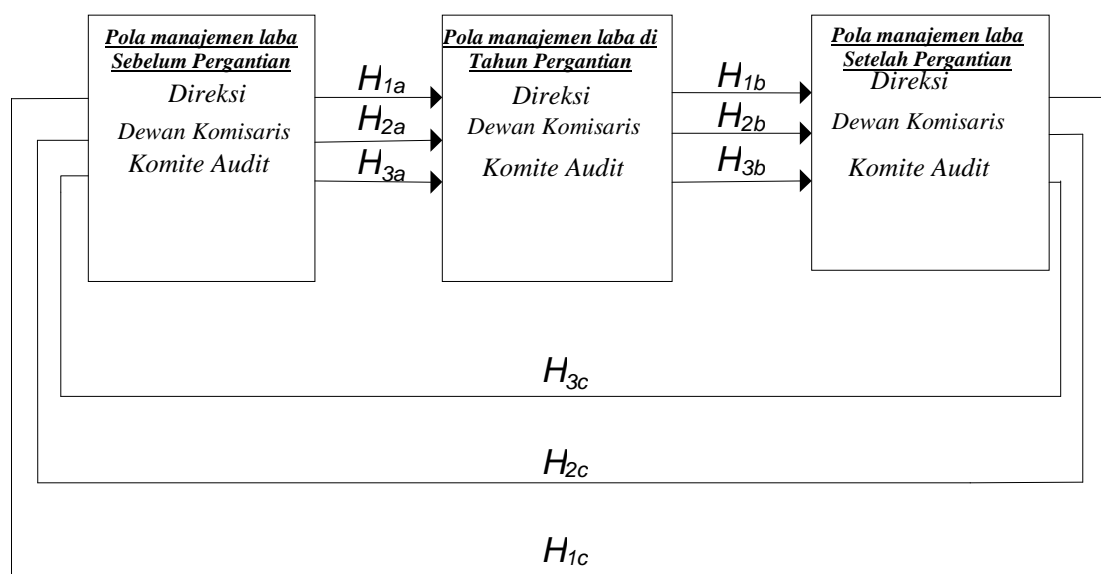 Pola manajemen laba
Sebelum Pergantian
Direksi
Dewan Komisaris
Komite Audit
H1a
H2a
H3a
Pola manajemen laba di
Tahun Pergantian
Direksi
Dewan Komisaris
Komite Audit
H1b
H2b
H3b
Pola manajemen laba
Setelah Pergantian
Direksi
Dewan Komisaris
Komite Audit
H3c
H2c
H1c